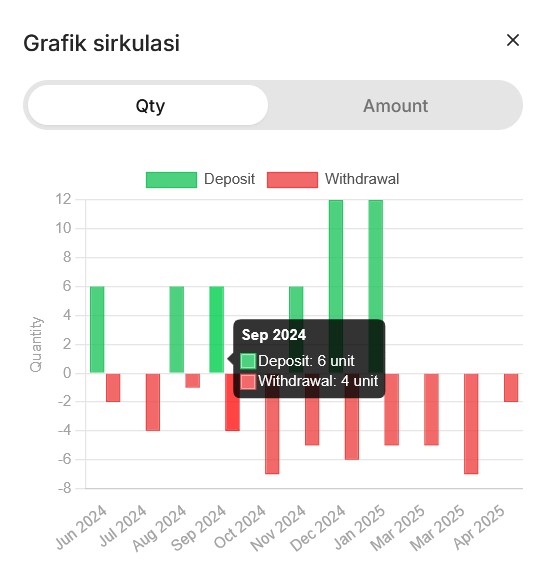 Grafik sirkulasi
Qty
Amount
Deposit
Withdrawal
12
10
8
6
4
2
0
-2
-4
-6
-8
Quantity
Sep 2024
Deposit: 6 unit
Withdrawal: 4 unit
Jun 2024
Jul 2024
Aug 2024
Sep 2024
Oct 2024
Nov 2024
Dec 2024
Jan 2025
Mar 2025
Mar 2025
Apr 2025